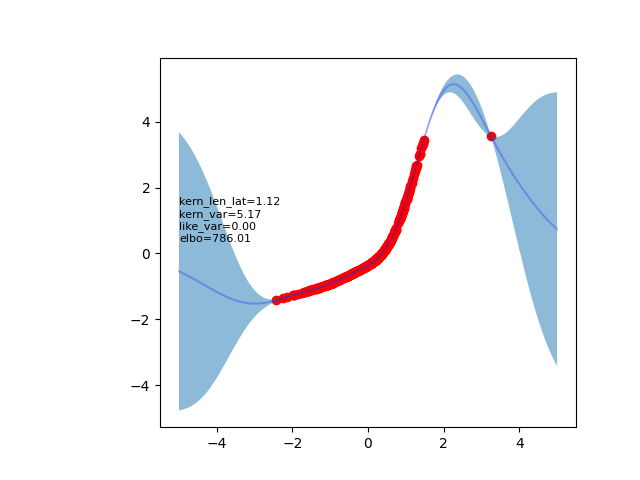 4
2
0
−2
−4
kern_len_lat=1.12
kern_var=5.17
like_var=0.00
elbo=786.01
−4 −2 0 2 4